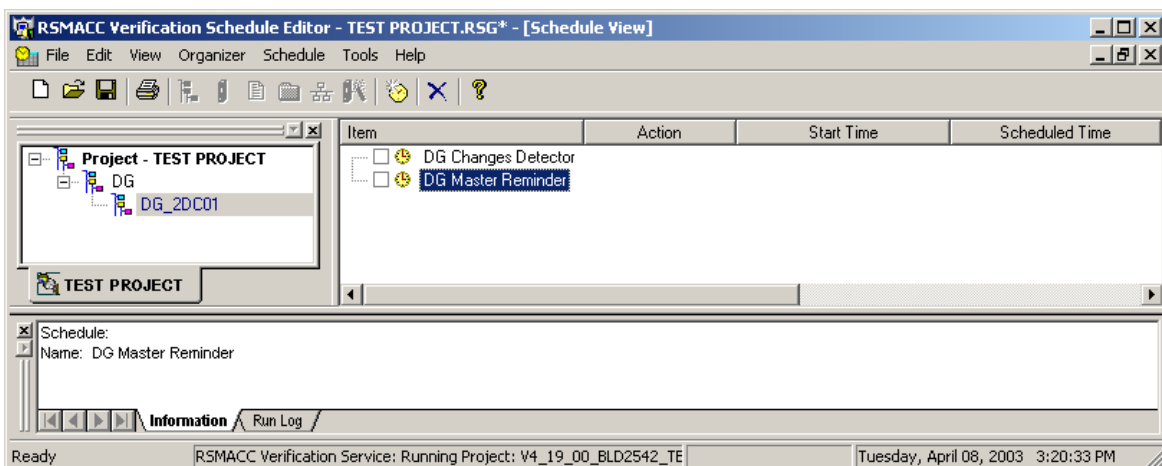 RSMACC Verification Schedule Editor - TEST PROJECT.RSG* - [Schedule View]
File Edit View Organizer Schedule Tools Help
Item Action Start Time Scheduled Time
Project - TEST PROJECT
DG
DG_2DC01
TEST PROJECT
DG Changes Detector
DG Master Reminder
Schedule:
Name: DG Master Reminder
Information Run Log
Ready RSMACC Verification Service: Running Project: V4_19_00_BLD2542_TE Tuesday, April 08, 2003 3:20:33 PM